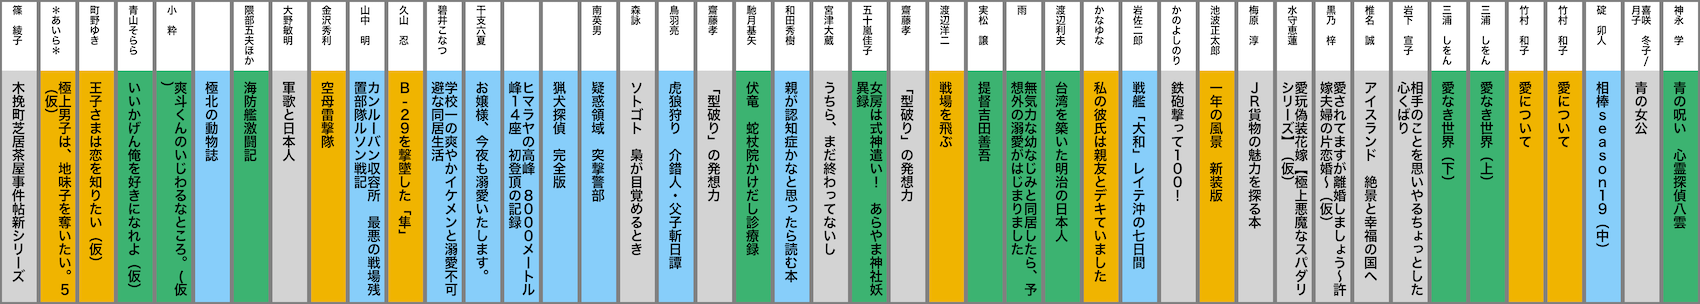 神永　学
青の呪い　心霊探偵八雲
喜咲　冬子/
月子
青の女公
碇　卯人
相棒ｓｅａｓｏｎ１９（中）
竹村　和子
愛について
竹村　和子
愛について
三浦　しをん
愛なき世界（上）
三浦　しをん
愛なき世界（下）
岩下　宣子
相手のことを思いやるちょっとした
心くばり
椎名　誠
アイスランド　絶景と幸福の国へ
黒乃　梓
愛されてますが離婚しましょう～許
嫁夫婦の片恋婚～（仮）
水守恵蓮
愛玩偽装花嫁【極上悪魔なスパダリ
シリーズ】（仮）
梅原　淳
ＪＲ貨物の魅力を探る本
池波正太郎
一年の風景　新装版
かのよしのり
鉄砲撃って１００！
岩佐二郎
戦艦「大和」レイテ沖の七日間
かなゆな
私の彼氏は親友とデキていました
渡辺利夫
台湾を築いた明治の日本人
雨
無気力な幼なじみと同居したら、予
想外の溺愛がはじまりました
実松　譲
提督吉田善吾
渡辺洋二
戦場を飛ぶ
齋藤孝
「型破り」の発想力
五十嵐佳子
女房は式神遣い！　あらやま神社妖
異録
宮津大蔵
うちら、まだ終わってないし
和田秀樹
親が認知症かなと思ったら読む本
馳月基矢
伏竜　蛇杖院かけだし診療録
齋藤孝
「型破り」の発想力
鳥羽亮
虎狼狩り　介錯人・父子斬日譚
森詠
ソトゴト　梟が目覚めるとき
南英男
疑惑領域　突撃警部
猟犬探偵　完全版
ヒマラヤの高峰　８０００メートル
峰１４座　初登頂の記録
干支六夏
お嬢様、今夜も溺愛いたします。
碧井こなつ
学校一の爽やかイケメンと溺愛不可
避な同居生活
久山　忍
Ｂ-２９を撃墜した「隼」
山中　明
カンルーバン収容所　最悪の戦場残
置部隊ルソン戦記
金沢秀利
空母雷撃隊
大野敏明
軍歌と日本人
隈部五夫ほか
海防艦激闘記
極北の動物誌
小　粋
爽斗くんのいじわるなところ。（仮
）
青山そらら
いいかげん俺を好きになれよ（仮）
町野ゆき
王子さまは恋を知りたい（仮）
＊あいら＊
極上男子は、地味子を奪いたい。５
（仮）
篠　綾子
木挽町芝居茶屋事件帖新シリーズ